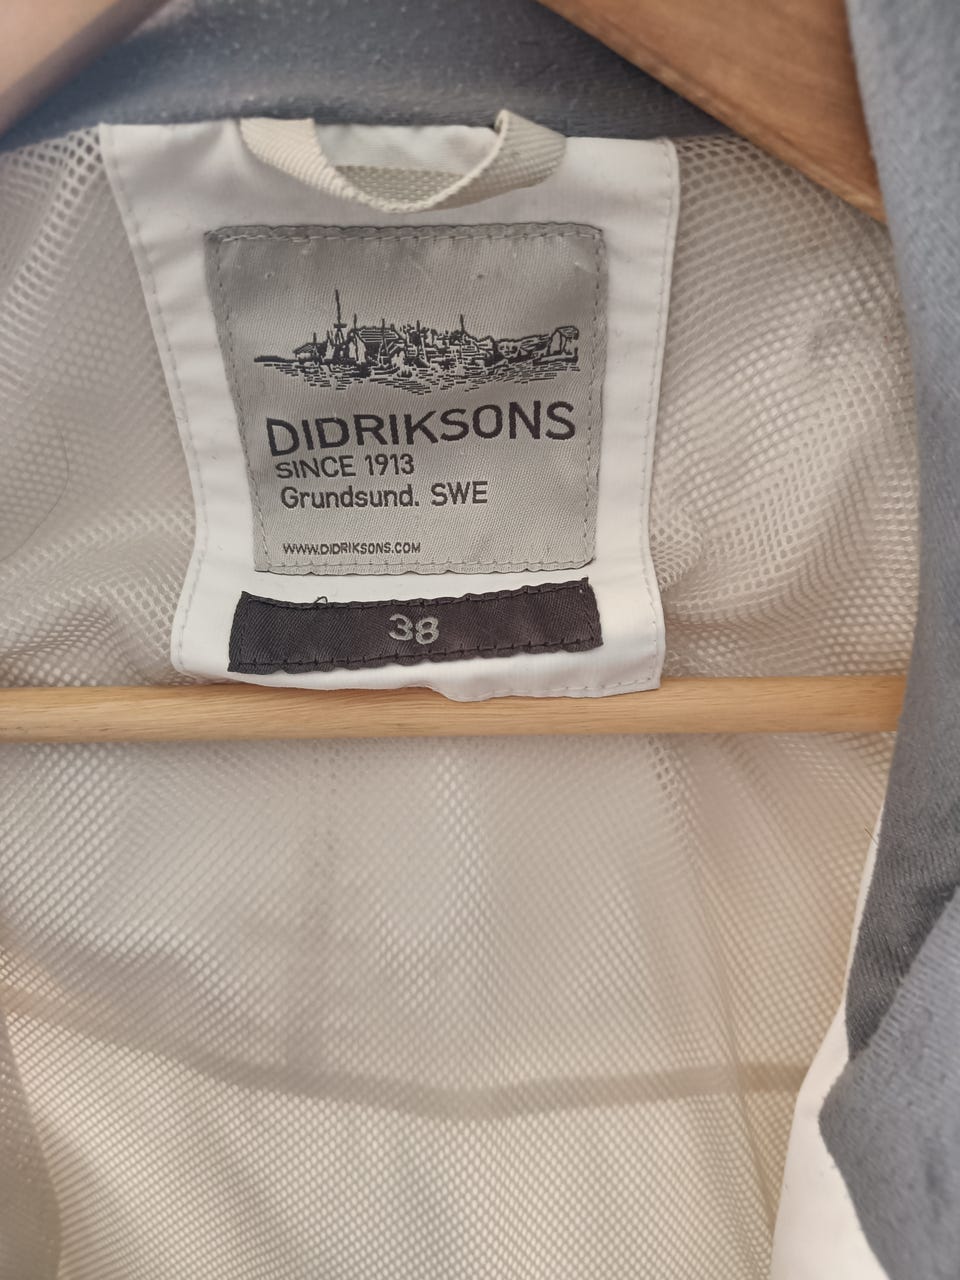 DIDRIKSONS
SINCE 1913
Grundsund. SWE
WWW.DIDRIKSONS.COM
38